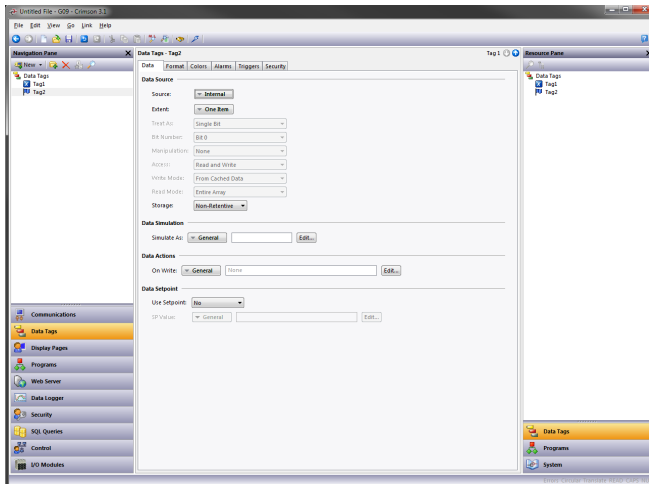 Untitled File - G09 - Crimson 3.1
File Edit View Go Link Help
Navigation Pane
New
Data Tags
Tag1
Tag2
Communications
Data Tags
Display Pages
Programs
Web Server
Data Logger
Security
SQL Queries
Control
I/O Modules
Data Tags - Tag2
Tag 1
Data Format Colors Alarms Triggers Security
Data Source
Source: Internal
Extent: One Item
Treat As: Single Bit
Bit Number: Bit 0
Manipulation: None
Access: Read and Write
Write Mode: From Cached Data
Read Mode: Entire Array
Storage: Non-Retentive
Data Simulation
Simulate As: General Edit...
Data Actions
On Write: General None Edit...
Data Setpoint
Use Setpoint: No
SP Value: General Edit...
Resource Pane
Data Tags
Tag1
Tag2
Data Tags
Programs
System